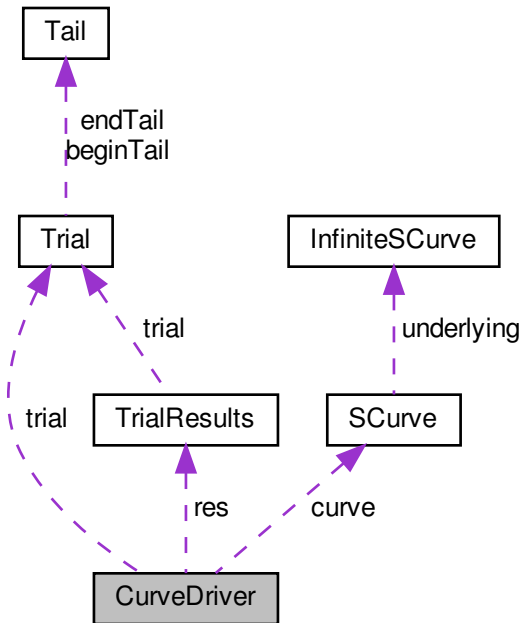 Tail
endTail
beginTail
Trial
InfiniteSCurve
trial
underlying
trial
TrialResults
SCurve
res
curve
CurveDriver